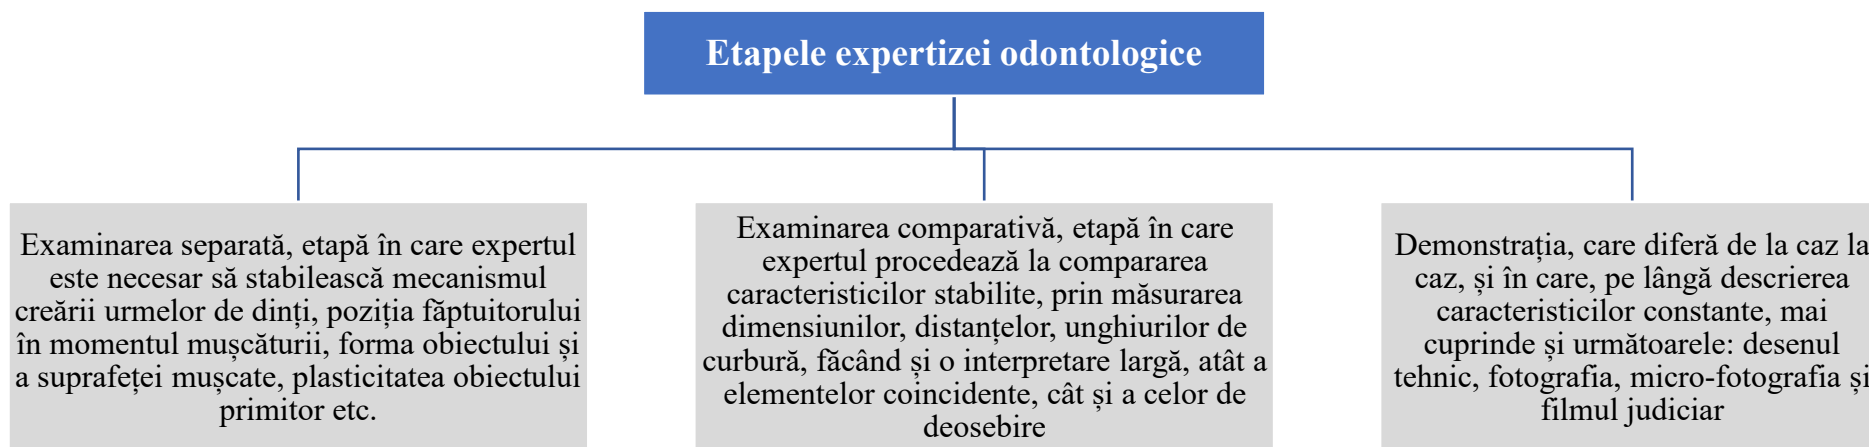 Etapele expertizei odontologice
Examinarea separată, etapă în care expertul
este necesar să stabilească mecanismul
creării urmelor de dinți, poziția făptuitorului
în momentul mușcăturii, forma obiectului și
a suprafeței mușcate, plasticitatea obiectului
primitor etc.
Examinarea comparativă, etapă în care
expertul procedează la compararea
caracteristicilor stabilite, prin măsurarea
dimensiunilor, distanțelor, unghiurilor de
curbură, făcând și o interpretare largă, atât a
elementelor coincidente, cât și a celor de
deosebire
Demonstrația, care diferă de la caz la
caz, și în care, pe lângă descrierea
caracteristicilor constante, mai
cuprinde și următoarele: desenul
tehnic, fotografia, micro-fotografia și
filmul judiciar